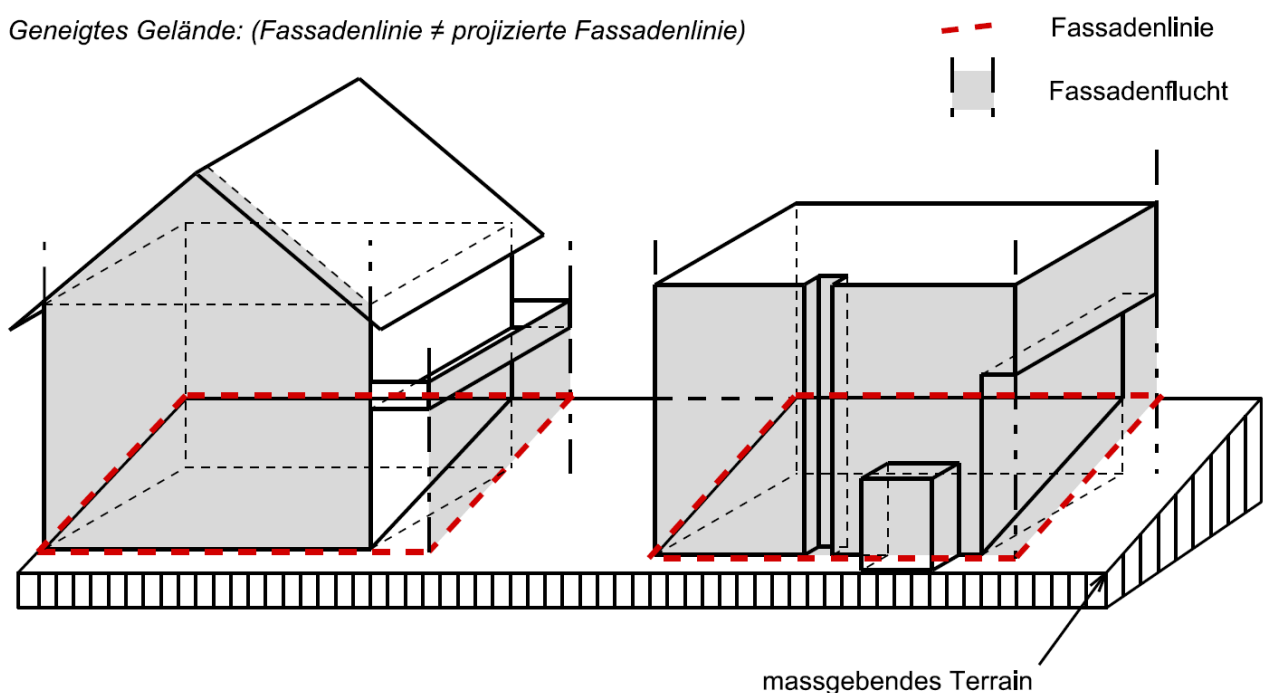 Geneigtes Gelände: (Fassadenlinie ≠ projizierte Fassadenlinie)
Fassadenlinie
Fassadenflucht
massgebendes Terrain